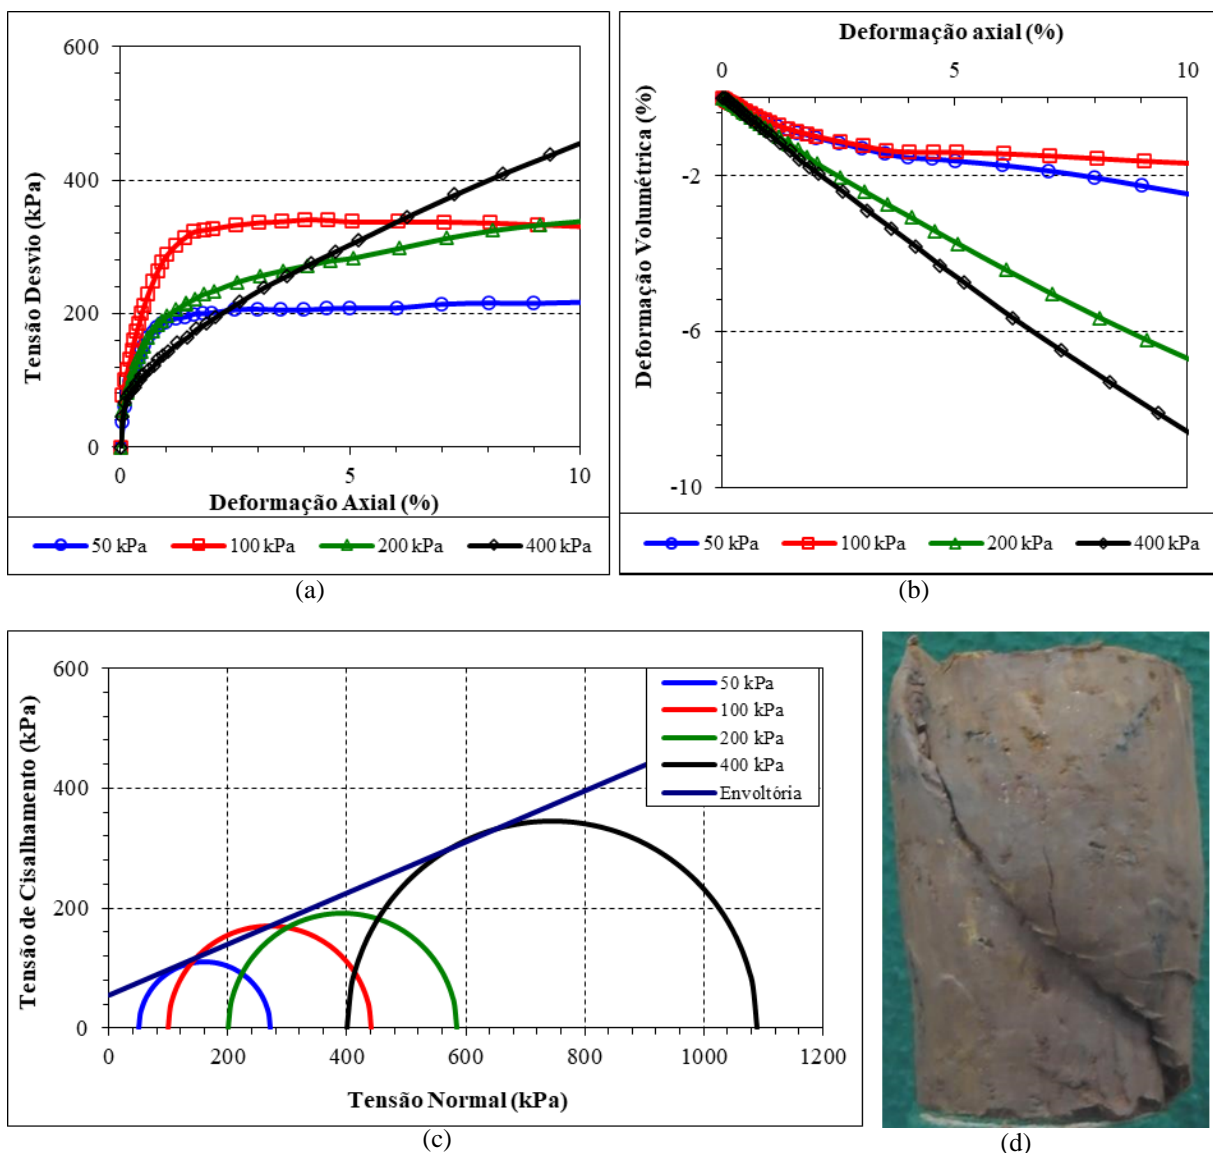 (a)
600
400
200
0
0 5 10
Tensão Desvio (kPa)
Deformação Axial (%)
50 kPa 100 kPa 200 kPa 400 kPa
Deformação axial (%)
0 5 10
-2
-6
-10
Deformação Volumétrica (%)
50 kPa 100 kPa 200 kPa 400 kPa
(a)
(b)
600
400
200
0
0 200 400 600 800 1000 1200
Tensão de Cisalhamento (kPa)
Tensão Normal (kPa)
50 kPa
100 kPa
200 kPa
400 kPa
Envoltória
(c)
(d)